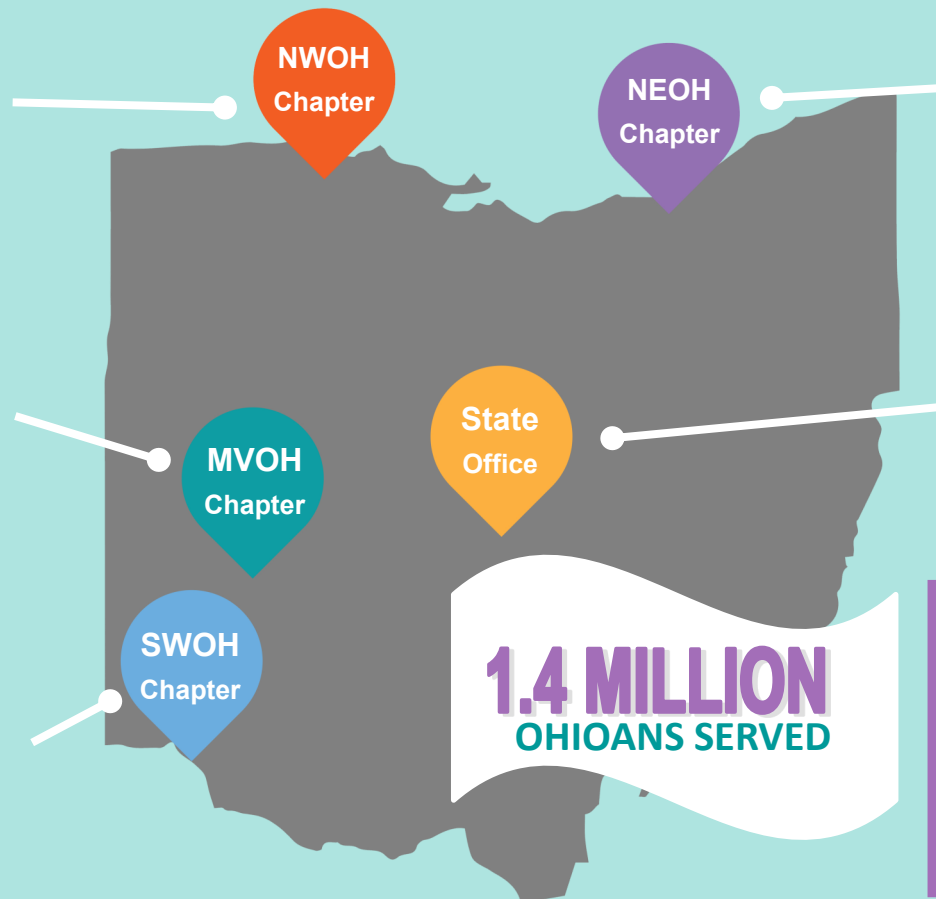 NWOH
Chapter
NEOH
Chapter
State
Office
MVOH
Chapter
SWOH
Chapter
1.4 MILLION
OHIOANS SERVED